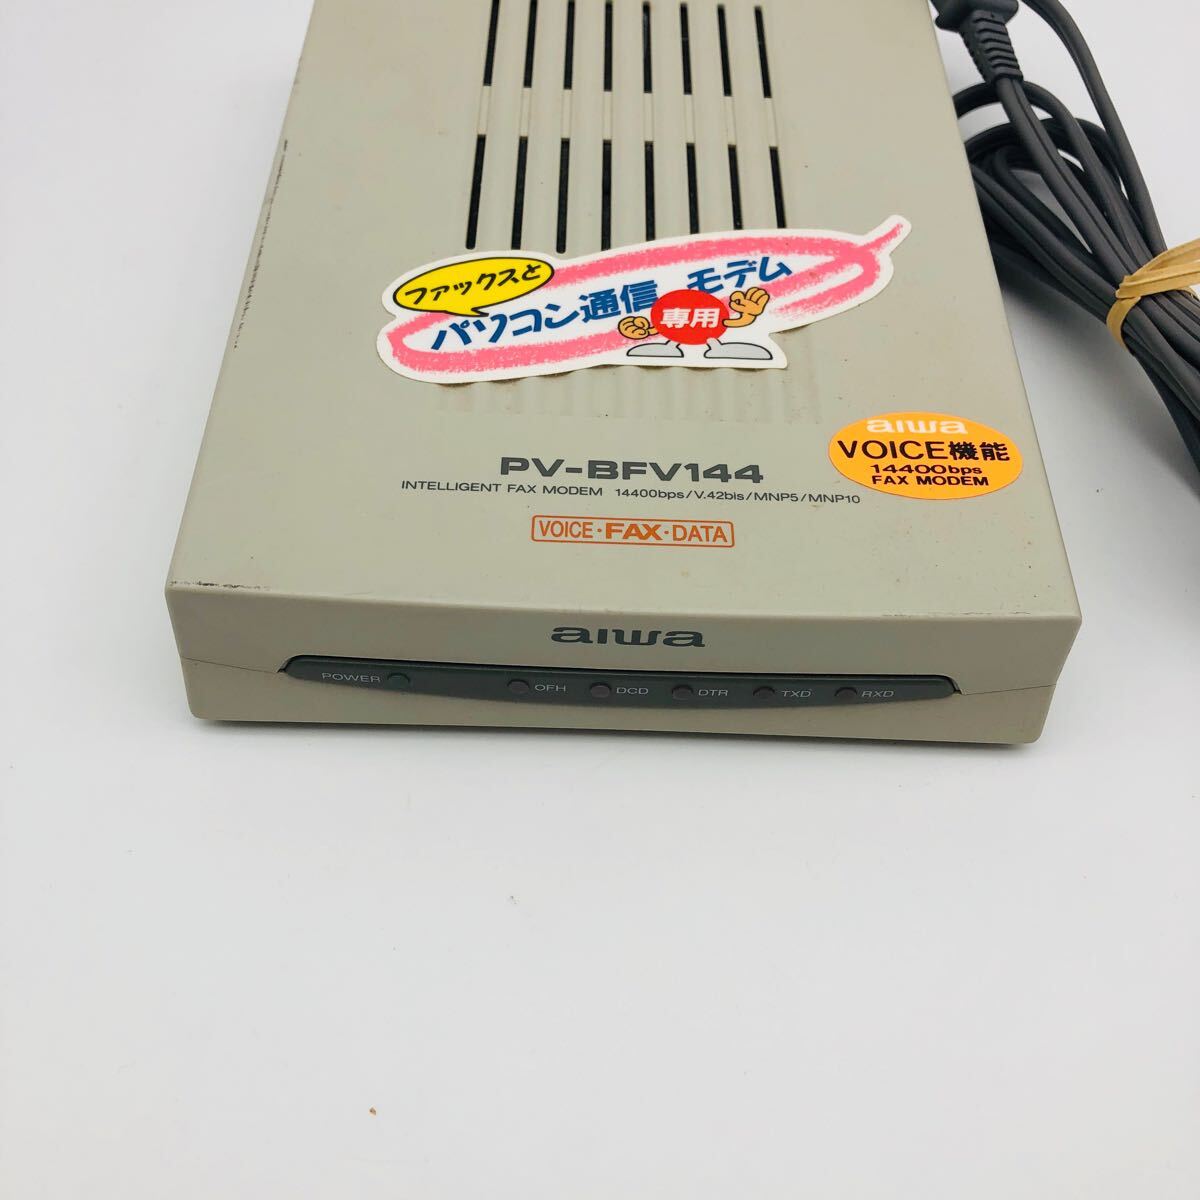 ファックスと
パソコン通信 モデム
専用
aiwa
VOICE機能
14400bps
FAX MODEM
PV-BFV144
INTELLIGENT FAX MODEM 14400bps/V.42bis/MNP5/MNP10
VOICE・FAX・DATA
aiwa
POWER OFH DCD DTR TXD RXD